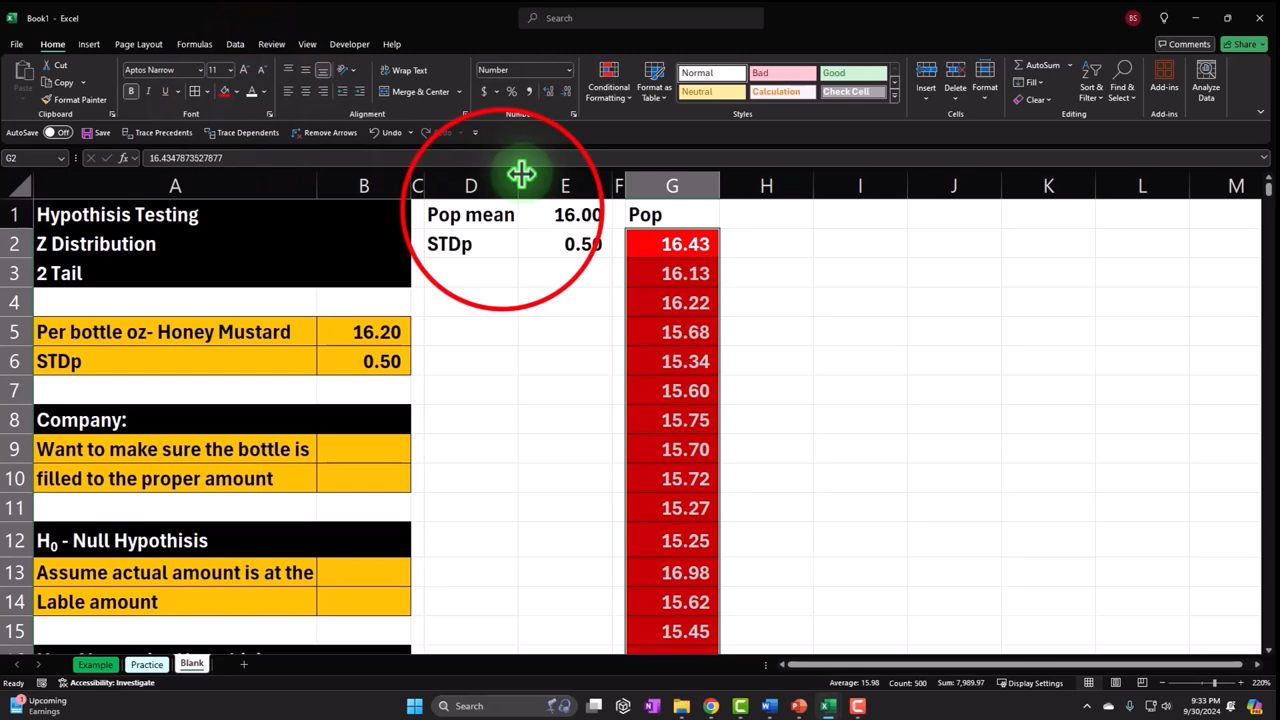 Book1 - Excel
Search
BS
File Home Insert Page Layout Formulas Data Review View Developer Help
Comments Share
Cut
Copy
Format Painter
Paste
Clipboard
Aptos Narrow 11
B I U
Font
Wrap Text
Merge & Center
Alignment
Number
$ %
Conditional Formatting
Format as Table
Normal Bad Good
Neutral Calculation Check Cell
Styles
Insert Delete Format
Cells
AutoSum
Fill
Clear
Sort & Filter
Find & Select
Editing
Add-ins
Add-ins
Analyze Data
AutoSave Off Save Trace Precedents Trace Dependents Remove Arrows Undo
G2 fx 16.4347873527877
A B C D E F G H I J K L M
1 Hypothisis Testing Pop mean 16.00 Pop
2 Z Distribution STDp 0.50 16.43
3 2 Tail 16.13
4 16.22
5 Per bottle oz- Honey Mustard 16.20 15.68
6 STDp 0.50 15.34
7 15.60
8 Company: 15.75
9 Want to make sure the bottle is 15.70
10 filled to the proper amount 15.72
11 15.27
12 H₀ - Null Hypothisis 15.25
13 Assume actual amount is at the 16.98
14 Lable amount 15.62
15 15.45
Example Practice Blank
Ready Accessibility: Investigate Average: 15.98 Count: 500 Sum: 7,989.97 Display Settings 220%
Upcoming
Earnings
Search
9:33 PM
9/30/2024